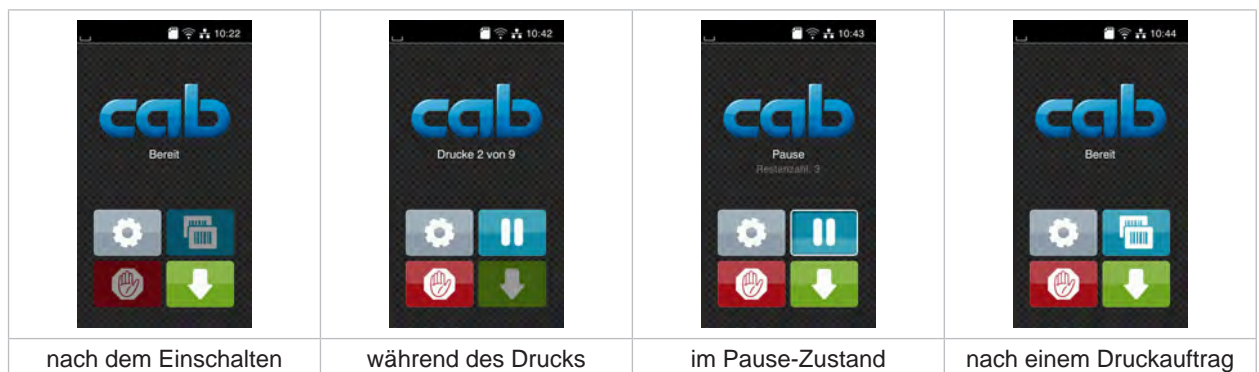 10:22
cab
Bereit
nach dem Einschalten
10:42
cab
Drucke 2 von 9
während des Drucks
10:43
cab
Pause
Restanzahl: 3
im Pause-Zustand
10:44
cab
Bereit
nach einem Druckauftrag